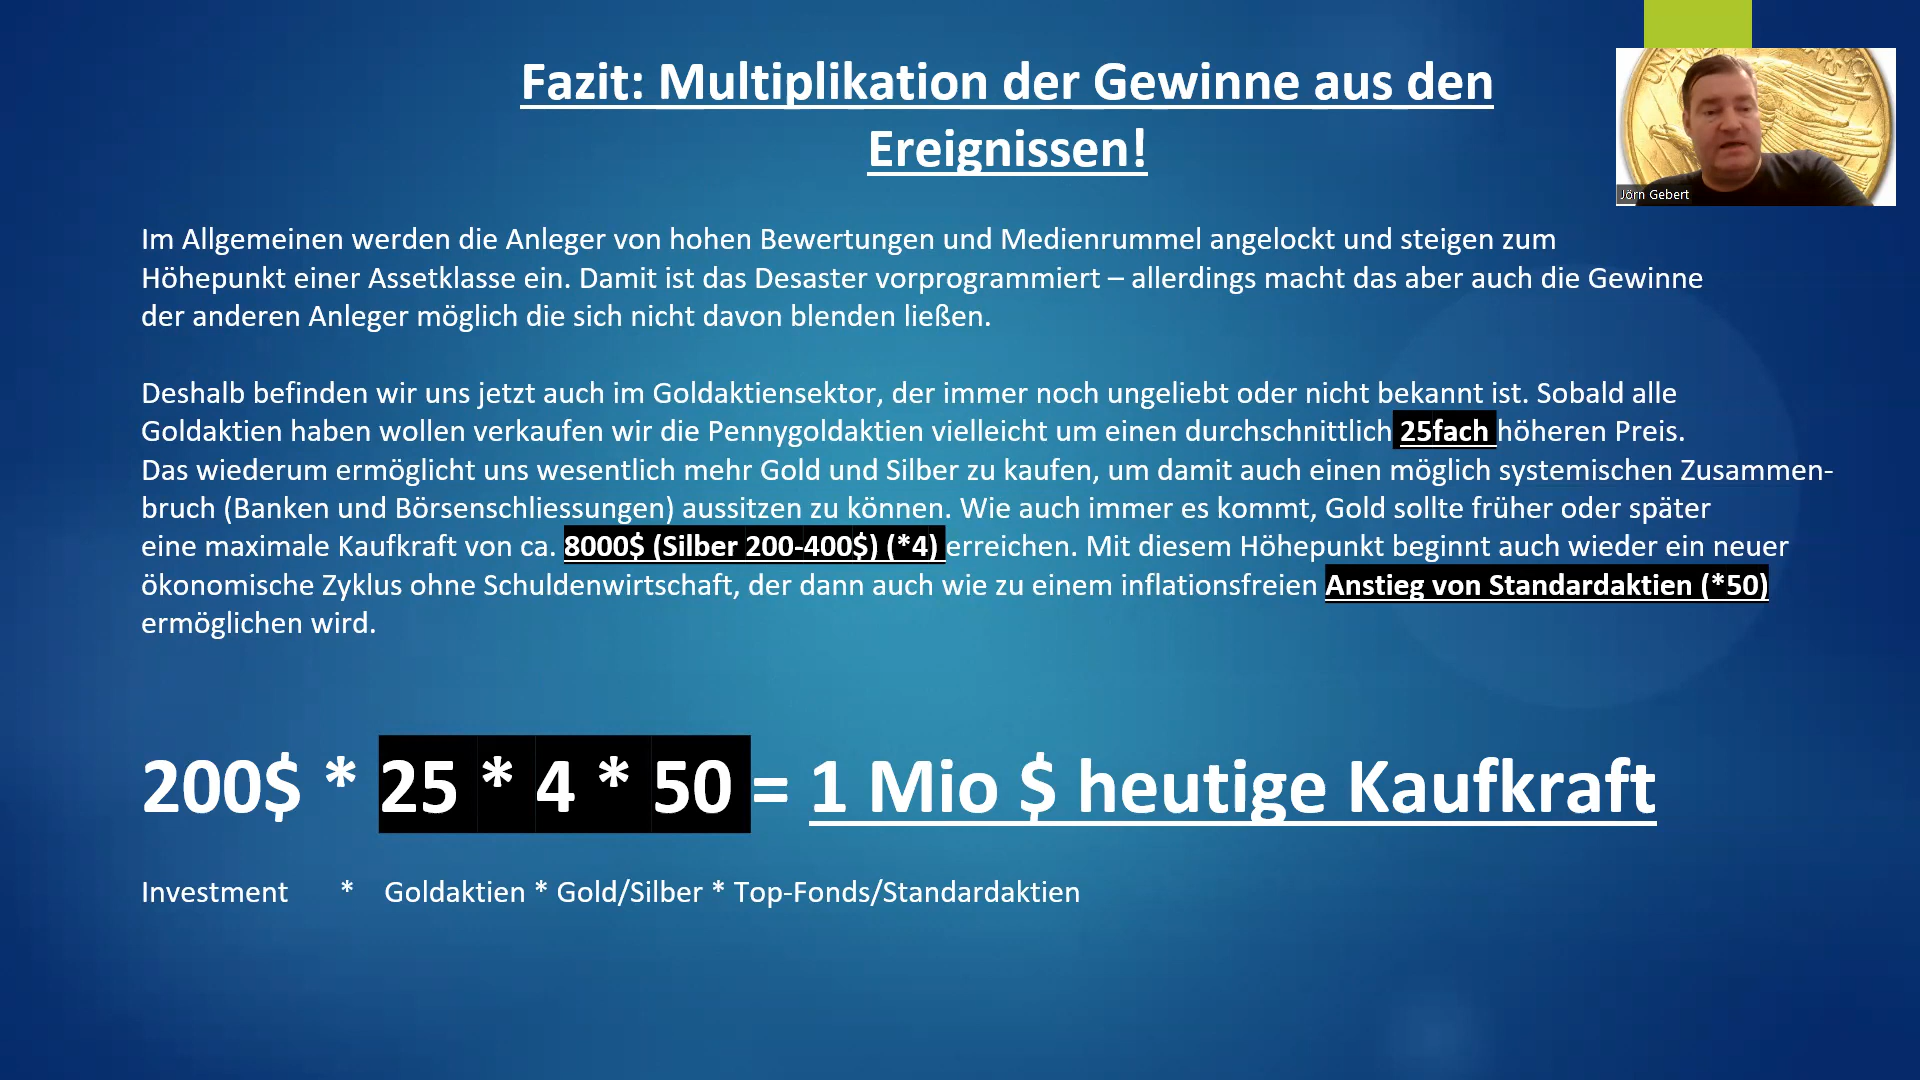 Fazit: Multiplikation der Gewinne aus den
Ereignissen!
Jörn Gebert
Im Allgemeinen werden die Anleger von hohen Bewertungen und Medienrummel angelockt und steigen zum
Höhepunkt einer Assetklasse ein. Damit ist das Desaster vorprogrammiert – allerdings macht das aber auch die Gewinne
der anderen Anleger möglich die sich nicht davon blenden ließen.
Deshalb befinden wir uns jetzt auch im Goldaktiensektor, der immer noch ungeliebt oder nicht bekannt ist. Sobald alle
Goldaktien haben wollen verkaufen wir die Pennygoldaktien vielleicht um einen durchschnittlich 25fach höheren Preis.
Das wiederum ermöglicht uns wesentlich mehr Gold und Silber zu kaufen, um damit auch einen möglich systemischen Zusammen-
bruch (Banken und Börsenschliessungen) aussitzen zu können. Wie auch immer es kommt, Gold sollte früher oder später
eine maximale Kaufkraft von ca. 8000$ (Silber 200-400$) (*4) erreichen. Mit diesem Höhepunkt beginnt auch wieder ein neuer
ökonomische Zyklus ohne Schuldenwirtschaft, der dann auch wie zu einem inflationsfreien Anstieg von Standardaktien (*50)
ermöglichen wird.
200$ * 25 * 4 * 50 = 1 Mio $ heutige Kaufkraft
Investment * Goldaktien * Gold/Silber * Top-Fonds/Standardaktien